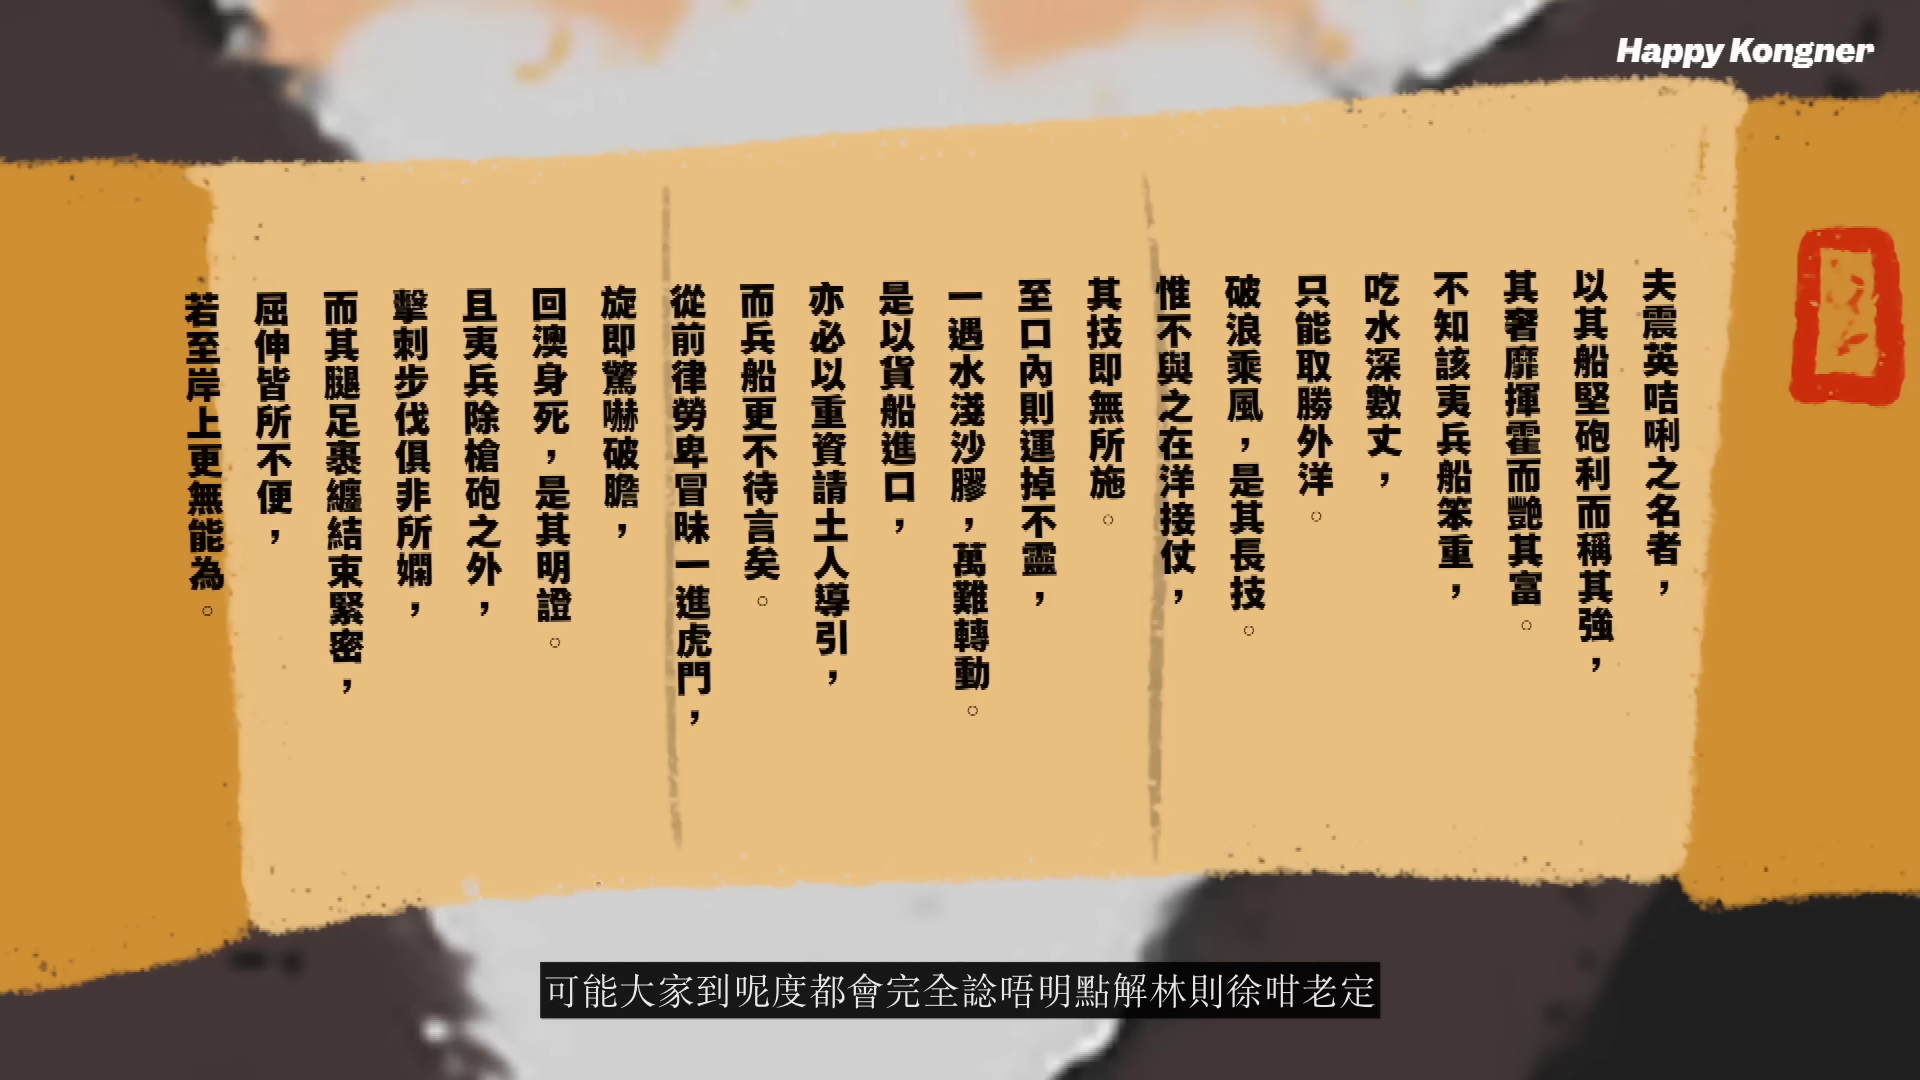 Happy Kongner
夫震英咭唎之名者，
以其船堅砲利而稱其強，
其奢靡揮霍而艷其富。
不知該夷兵船笨重，
吃水深數丈，
只能取勝外洋。
破浪乘風，是其長技。
惟不與之在洋接仗，
其技即無所施。
至口內則運掉不靈，
一遇水淺沙膠，萬難轉動。
是以貨船進口，
亦必以重資請土人導引，
而兵船更不待言矣。
從前律勞卑冒昧一進虎門，
旋即驚嚇破膽，
回澳身死，是其明證。
且夷兵除槍砲之外，
擊刺步伐俱非所嫻，
而其腿足裹纏結束緊密，
屈伸皆所不便，
若至岸上更無能為。
可能大家到呢度都會完全諗唔明點解林則徐咁老定